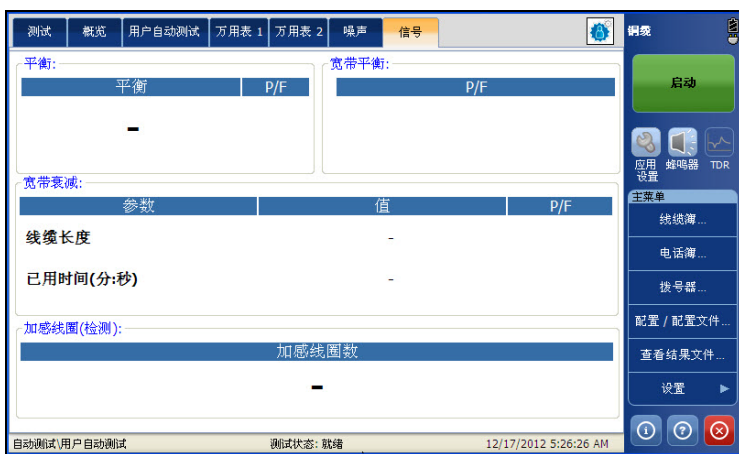 测试 概览 用户自动测试 万用表 1 万用表 2 噪声 信号
平衡:
平衡 P/F
-
宽带平衡:
P/F
宽带衰减:
参数 值 P/F
线缆长度 -
已用时间(分:秒) -
加感线圈(检测):
加感线圈数
-
自动测试\用户自动测试 测试状态: 就绪 12/17/2012 5:26:26 AM
铜缆
启动
应用设置 蜂鸣器 TDR
主菜单
线缆簿...
电话簿...
拨号器...
配置 / 配置文件...
查看结果文件...
设置